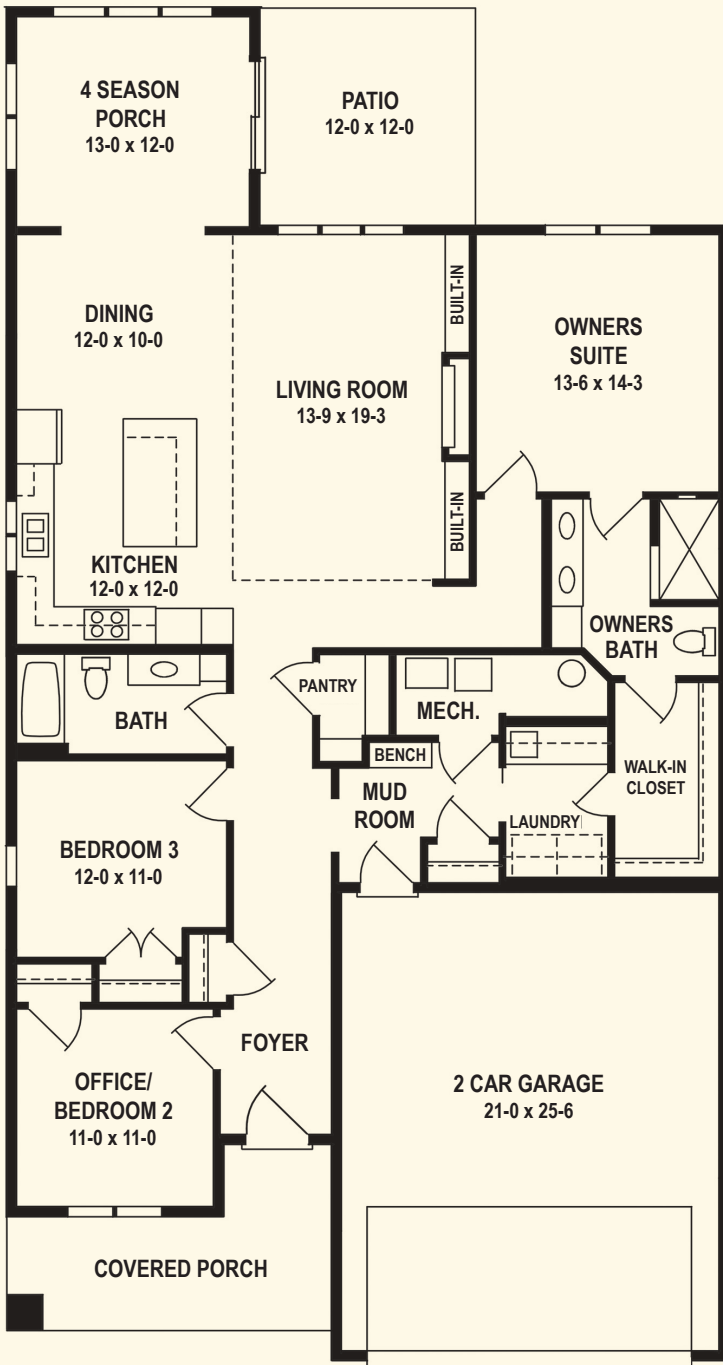 4 SEASON
PORCH
13-0 x 12-0
PATIO
12-0 x 12-0
DINING
12-0 x 10-0
LIVING ROOM
13-9 x 19-3
BUILT-IN
BUILT-IN
OWNERS
SUITE
13-6 x 14-3
KITCHEN
12-0 x 12-0
OWNERS
BATH
BATH
PANTRY
MECH.
BENCH
MUD
ROOM
LAUNDRY
WALK-IN
CLOSET
BEDROOM 3
12-0 x 11-0
FOYER
OFFICE/
BEDROOM 2
11-0 x 11-0
2 CAR GARAGE
21-0 x 25-6
COVERED PORCH